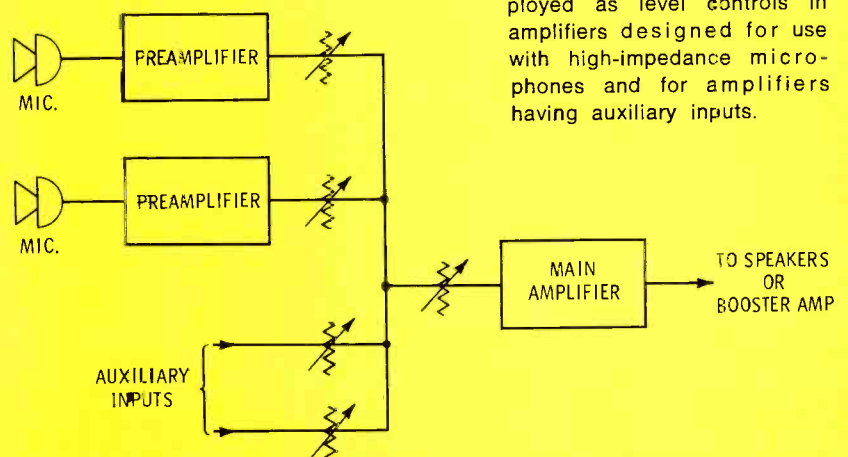 ployed as level controls in
amplifiers designed for use
with high-impedance micro-
phones and for amplifiers
having auxiliary inputs.
PREAMPLIFIER
MIC.
PREAMPLIFIER
MIC.
MAIN
AMPLIFIER
TO SPEAKERS
OR
BOOSTER AMP
AUXILIARY
INPUTS